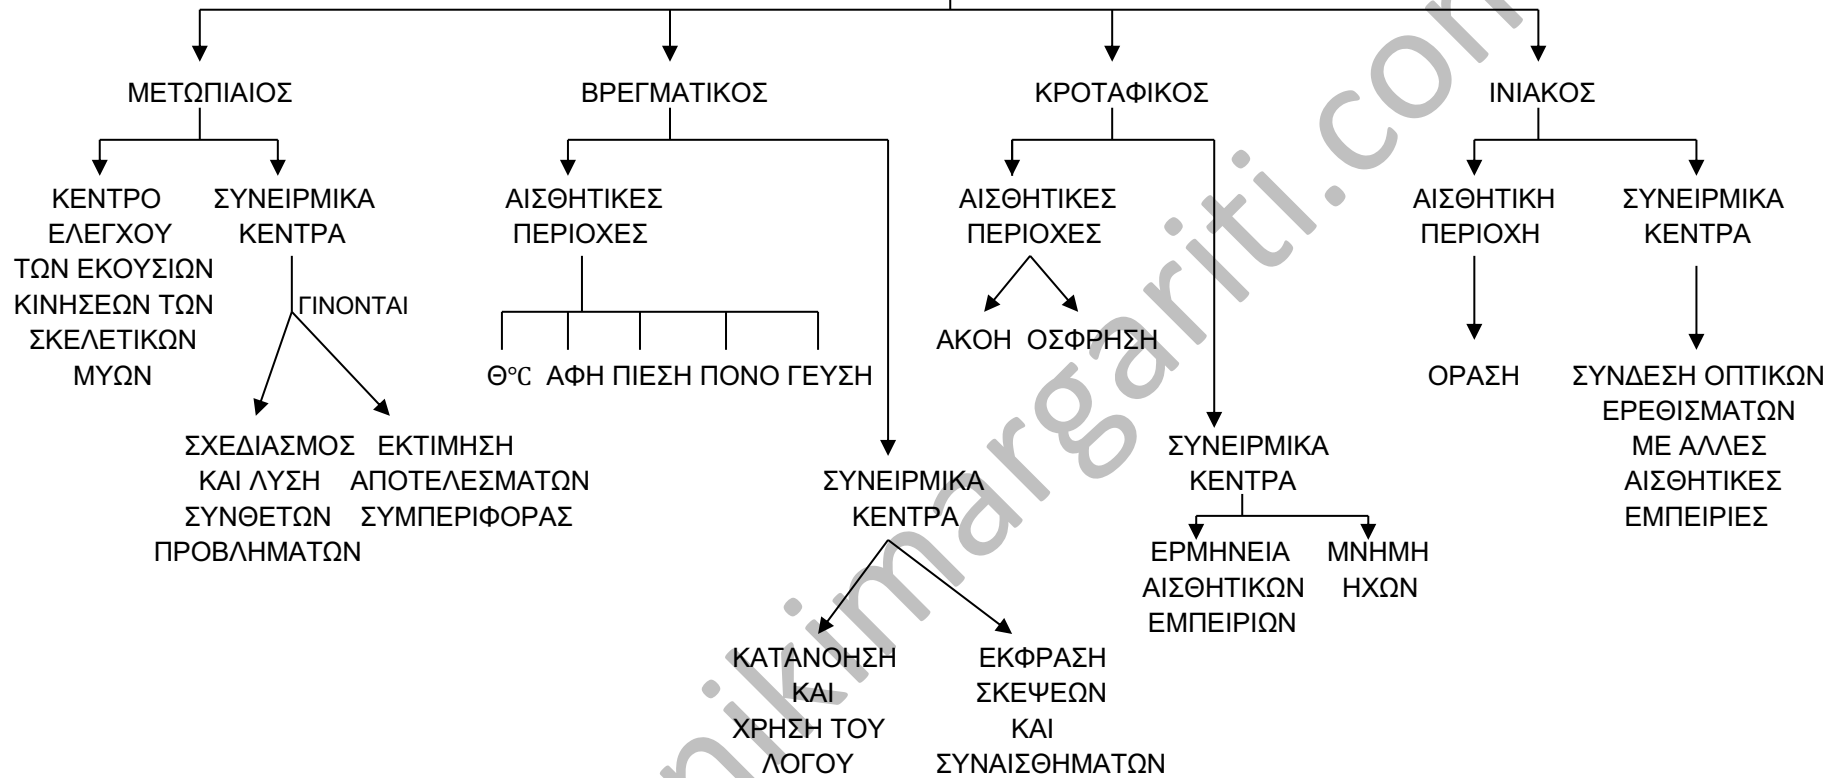 ΜΕΤΩΠΙΑΙΟΣ
ΒΡΕΓΜΑΤΙΚΟΣ
ΚΡΟΤΑΦΙΚΟΣ
ΙΝΙΑΚΟΣ
ΚΕΝΤΡΟ
ΕΛΕΓΧΟΥ
ΤΩΝ ΕΚΟΥΣΙΩΝ
ΚΙΝΗΣΕΩΝ ΤΩΝ
ΣΚΕΛΕΤΙΚΩΝ
ΜΥΩΝ
ΣΥΝΕΙΡΜΙΚΑ
ΚΕΝΤΡΑ
ΓΙΝΟΝΤΑΙ
ΣΧΕΔΙΑΣΜΟΣ
ΚΑΙ ΛΥΣΗ
ΣΥΝΘΕΤΩΝ
ΠΡΟΒΛΗΜΑΤΩΝ
ΕΚΤΙΜΗΣΗ
ΑΠΟΤΕΛΕΣΜΑΤΩΝ
ΣΥΜΠΕΡΙΦΟΡΑΣ
ΑΙΣΘΗΤΙΚΕΣ
ΠΕΡΙΟΧΕΣ
Θ°C ΑΦΗ ΠΙΕΣΗ ΠΟΝΟ ΓΕΥΣΗ
ΣΥΝΕΙΡΜΙΚΑ
ΚΕΝΤΡΑ
ΚΑΤΑΝΟΗΣΗ
ΚΑΙ
ΧΡΗΣΗ ΤΟΥ
ΛΟΓΟΥ
ΕΚΦΡΑΣΗ
ΣΚΕΨΕΩΝ
ΚΑΙ
ΣΥΝΑΙΣΘΗΜΑΤΩΝ
ΑΙΣΘΗΤΙΚΕΣ
ΠΕΡΙΟΧΕΣ
ΑΚΟΗ ΟΣΦΡΗΣΗ
ΣΥΝΕΙΡΜΙΚΑ
ΚΕΝΤΡΑ
ΕΡΜΗΝΕΙΑ
ΑΙΣΘΗΤΙΚΩΝ
ΕΜΠΕΙΡΙΩΝ
ΜΝΗΜΗ
ΗΧΩΝ
ΑΙΣΘΗΤΙΚΗ
ΠΕΡΙΟΧΗ
ΟΡΑΣΗ
ΣΥΝΕΙΡΜΙΚΑ
ΚΕΝΤΡΑ
ΣΥΝΔΕΣΗ ΟΠΤΙΚΩΝ
ΕΡΕΘΙΣΜΑΤΩΝ
ΜΕ ΑΛΛΕΣ
ΑΙΣΘΗΤΙΚΕΣ
ΕΜΠΕΙΡΙΕΣ
nikimargariti.com